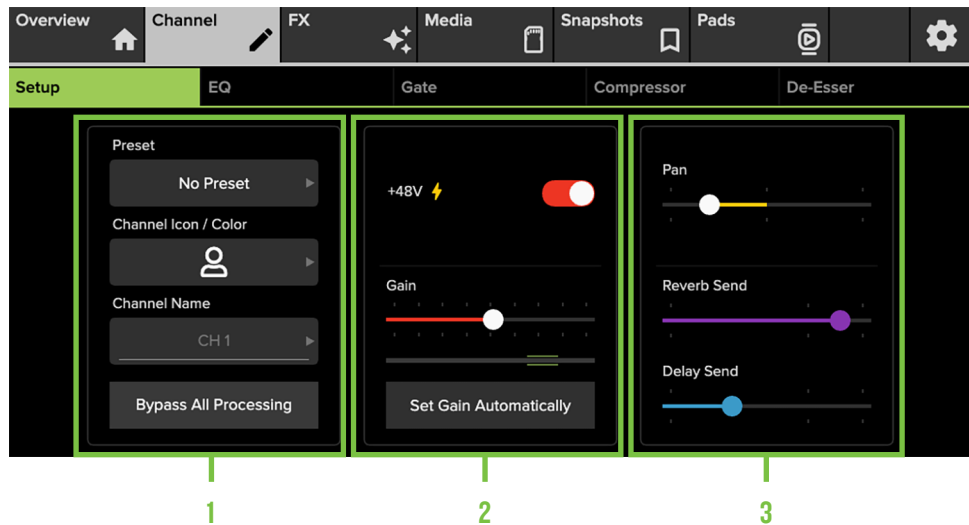 Overview
Channel
FX
Media
Snapshots
Pads
Setup
EQ
Gate
Compressor
De-Esser
Preset
No Preset
Channel Icon / Color
Channel Name
CH 1
Bypass All Processing
+48V
Gain
Set Gain Automatically
Pan
Reverb Send
Delay Send
1
2
3